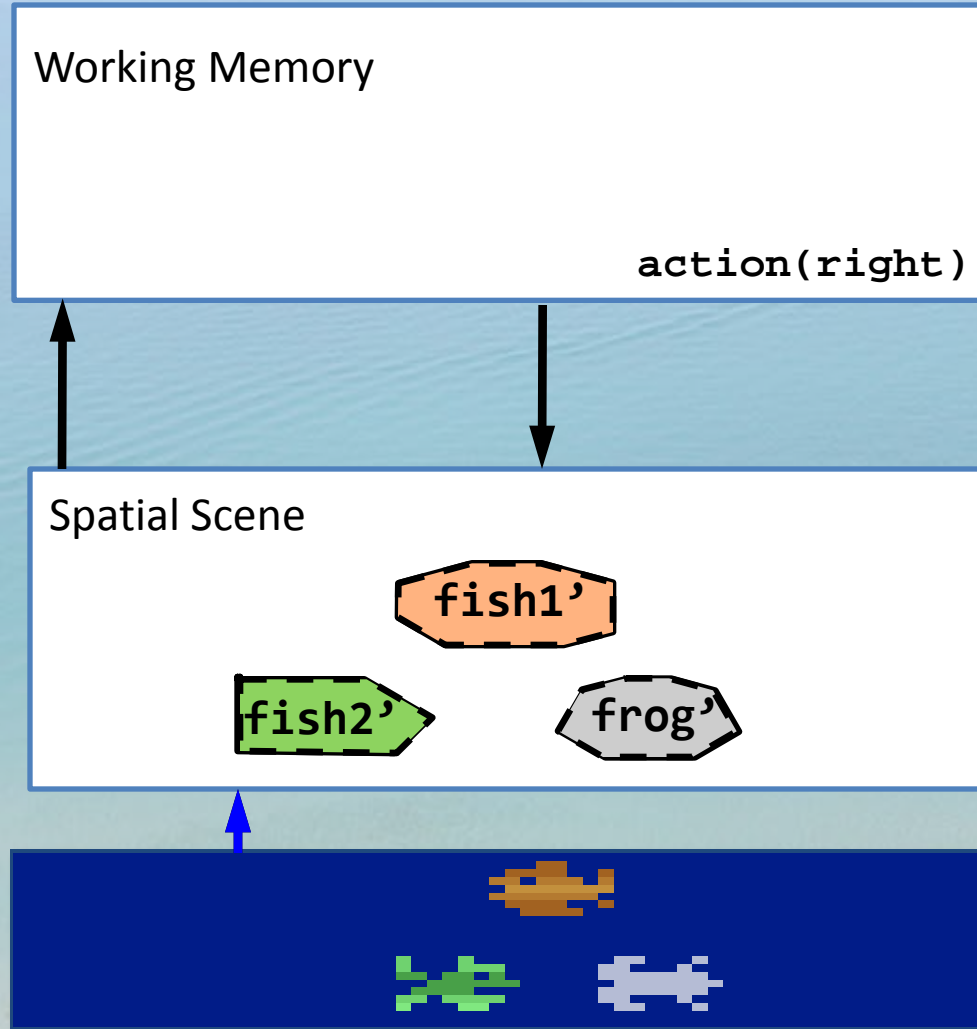 Working Memory
action(right)
Spatial Scene
fish1’
fish2’
frog’